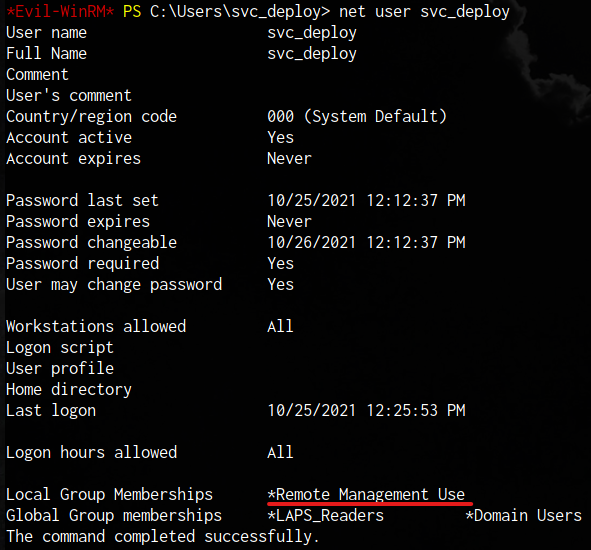 *Evil-WinRM* PS C:\Users\svc_deploy> net user svc_deploy
User name                    svc_deploy
Full Name                    svc_deploy
Comment
User's comment
Country/region code          000 (System Default)
Account active               Yes
Account expires              Never

Password last set            10/25/2021 12:12:37 PM
Password expires             Never
Password changeable          10/26/2021 12:12:37 PM
Password required            Yes
User may change password     Yes

Workstations allowed         All
Logon script
User profile
Home directory
Last logon                   10/25/2021 12:25:53 PM

Logon hours allowed          All

Local Group Memberships      *Remote Management Use
Global Group memberships     *LAPS_Readers         *Domain Users
The command completed successfully.